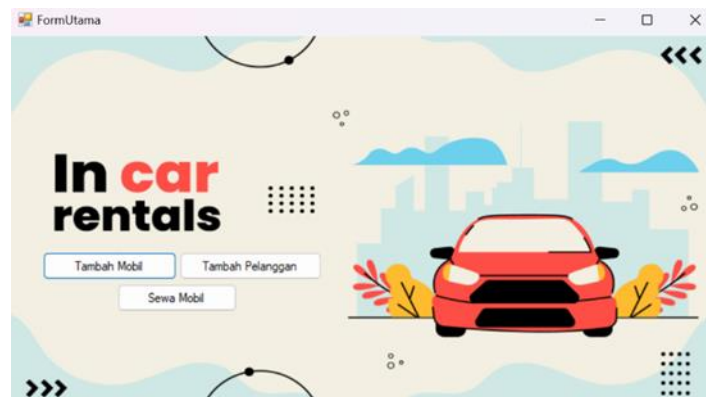 FormUtama
In car
rentals
Tambah Mobil
Tambah Pelanggan
Sewa Mobil